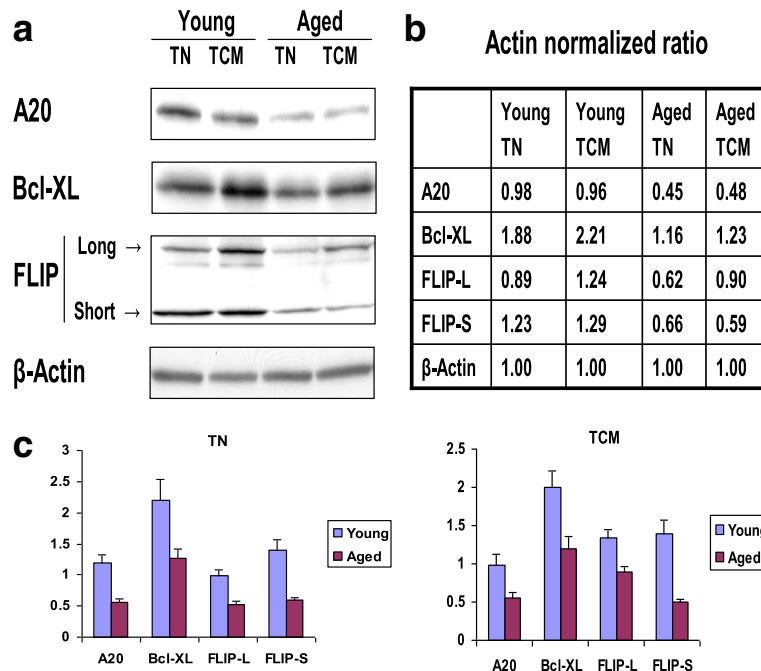 a
Young Aged
TN TCM TN TCM
A20
Bcl-XL
FLIP
Long →
Short →
β-Actin
b
Actin normalized ratio
Young TN Young TCM Aged TN Aged TCM
A20 0.98 0.96 0.45 0.48
Bcl-XL 1.88 2.21 1.16 1.23
FLIP-L 0.89 1.24 0.62 0.90
FLIP-S 1.23 1.29 0.66 0.59
β-Actin 1.00 1.00 1.00 1.00
c
TN
3
2.5
2
1.5
1
0.5
0
A20 Bcl-XL FLIP-L FLIP-S
Young
Aged
TCM
2.5
2
1.5
1
0.5
0
A20 Bcl-XL FLIP-L FLIP-S
Young
Aged